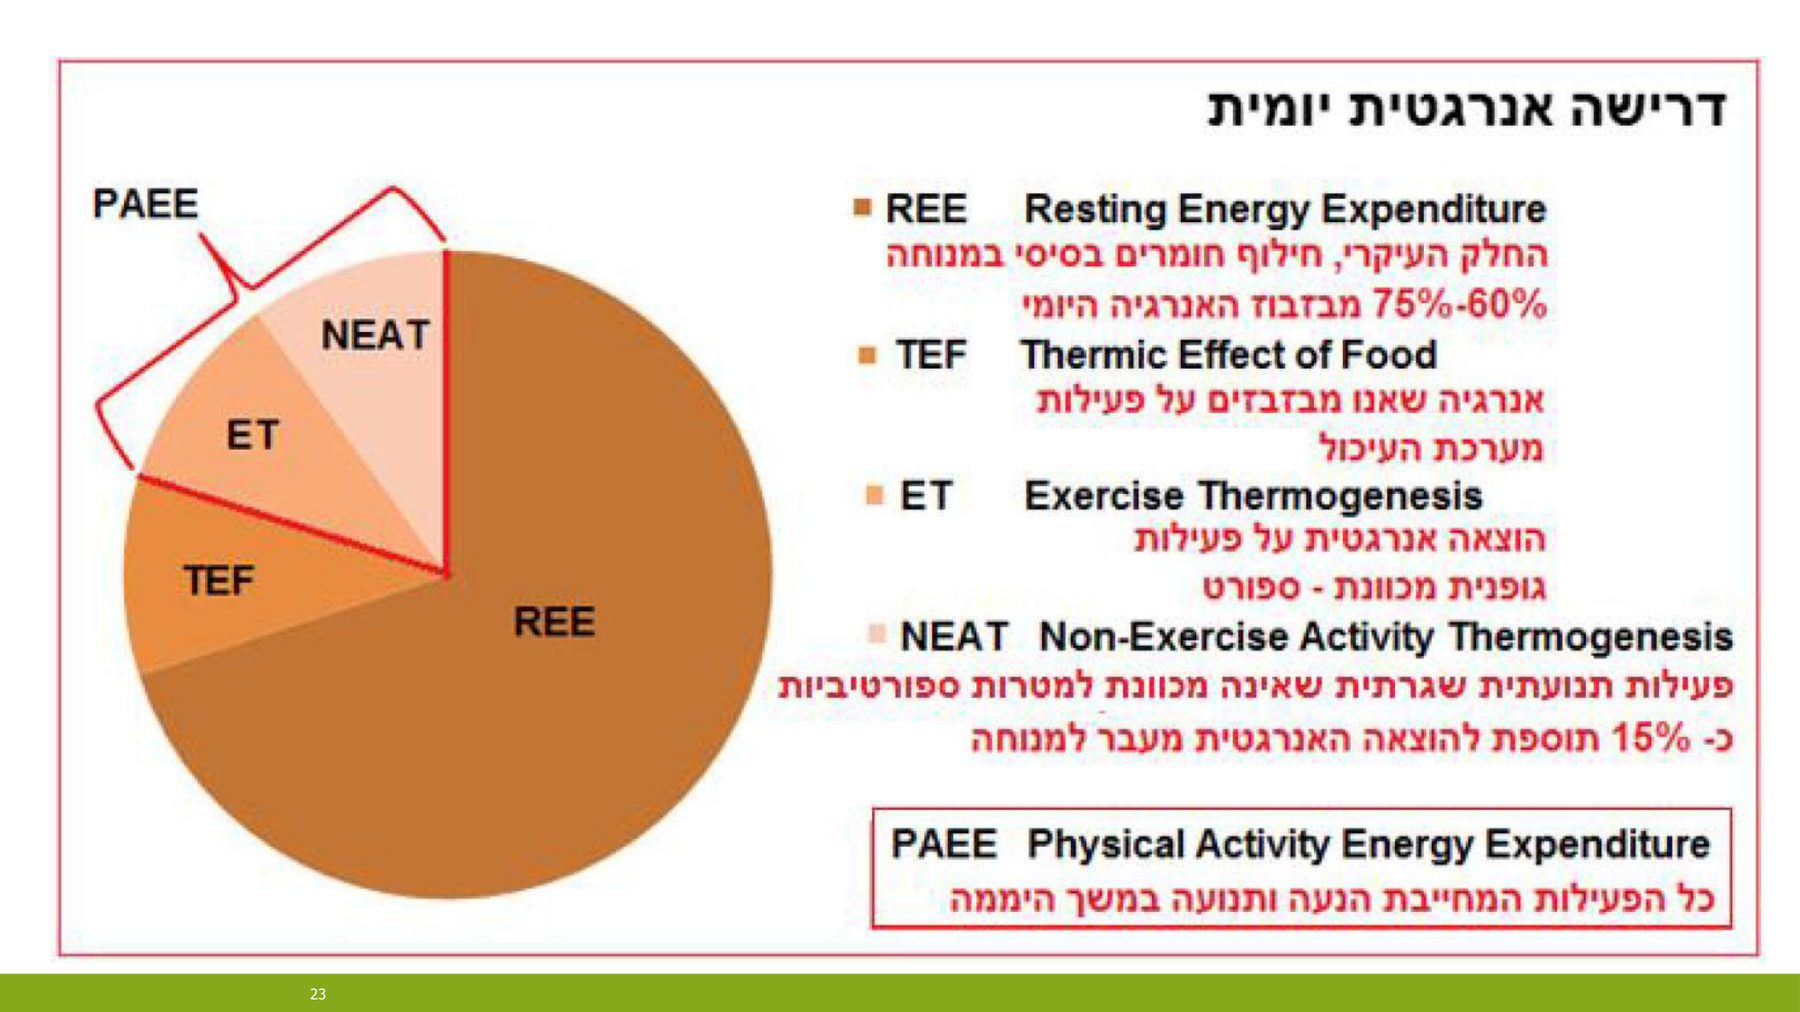 דרישה אנרגטית יומית
PAEE
NEAT
ET
TEF
REE
REE Resting Energy Expenditure
החלק העיקרי, חילוף חומרים בסיסי במנוחה
60%-75% מבזבוז האנרגיה היומי
TEF Thermic Effect of Food
אנרגיה שאנו מבזבזים על פעילות
מערכת העיכול
ET Exercise Thermogenesis
הוצאה אנרגטית על פעילות
גופנית מכוונת - ספורט
NEAT Non-Exercise Activity Thermogenesis
פעילות תנועתית שגרתית שאינה מכוונת למטרות ספורטיביות
כ- 15% תוספת להוצאה האנרגטית מעבר למנוחה
PAEE Physical Activity Energy Expenditure
כל הפעילות המחייבת הנעה ותנועה במשך היממה
23